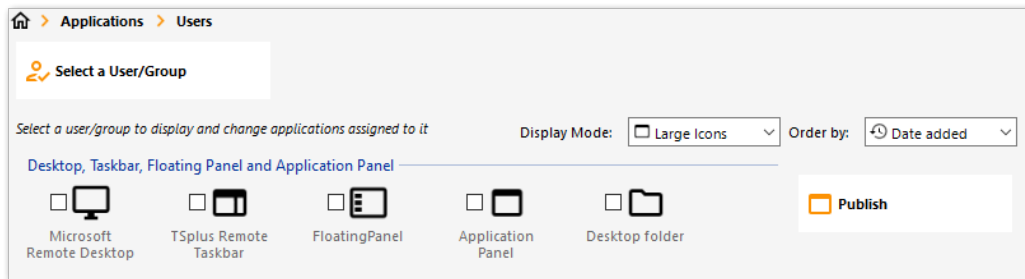 Applications > Users
Select a User/Group
Select a user/group to display and change applications assigned to it
Display Mode: Large Icons Order by: Date added
Desktop, Taskbar, Floating Panel and Application Panel
Publish
Microsoft
Remote Desktop
TSplus Remote
Taskbar
FloatingPanel
Application
Panel
Desktop folder